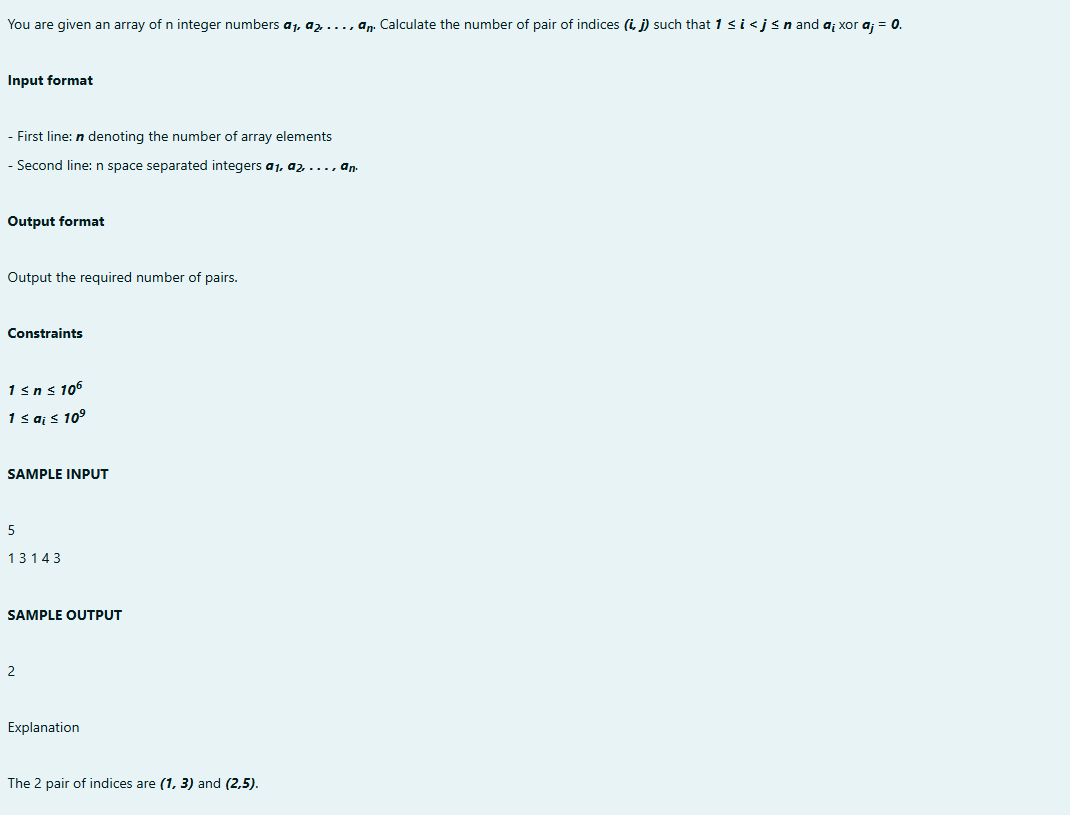 You are given an array of n integer numbers a1, a2, . . . , an. Calculate the number of pair of indices (i, j) such that 1 ≤ i < j ≤ n and ai xor aj = 0.
Input format
- First line: n denoting the number of array elements
- Second line: n space separated integers a1, a2, . . . , an.
Output format
Output the required number of pairs.
Constraints
1 ≤ n ≤ 10^6
1 ≤ ai ≤ 10^9
SAMPLE INPUT
5
1 3 1 4 3
SAMPLE OUTPUT
2
Explanation
The 2 pair of indices are (1, 3) and (2,5).